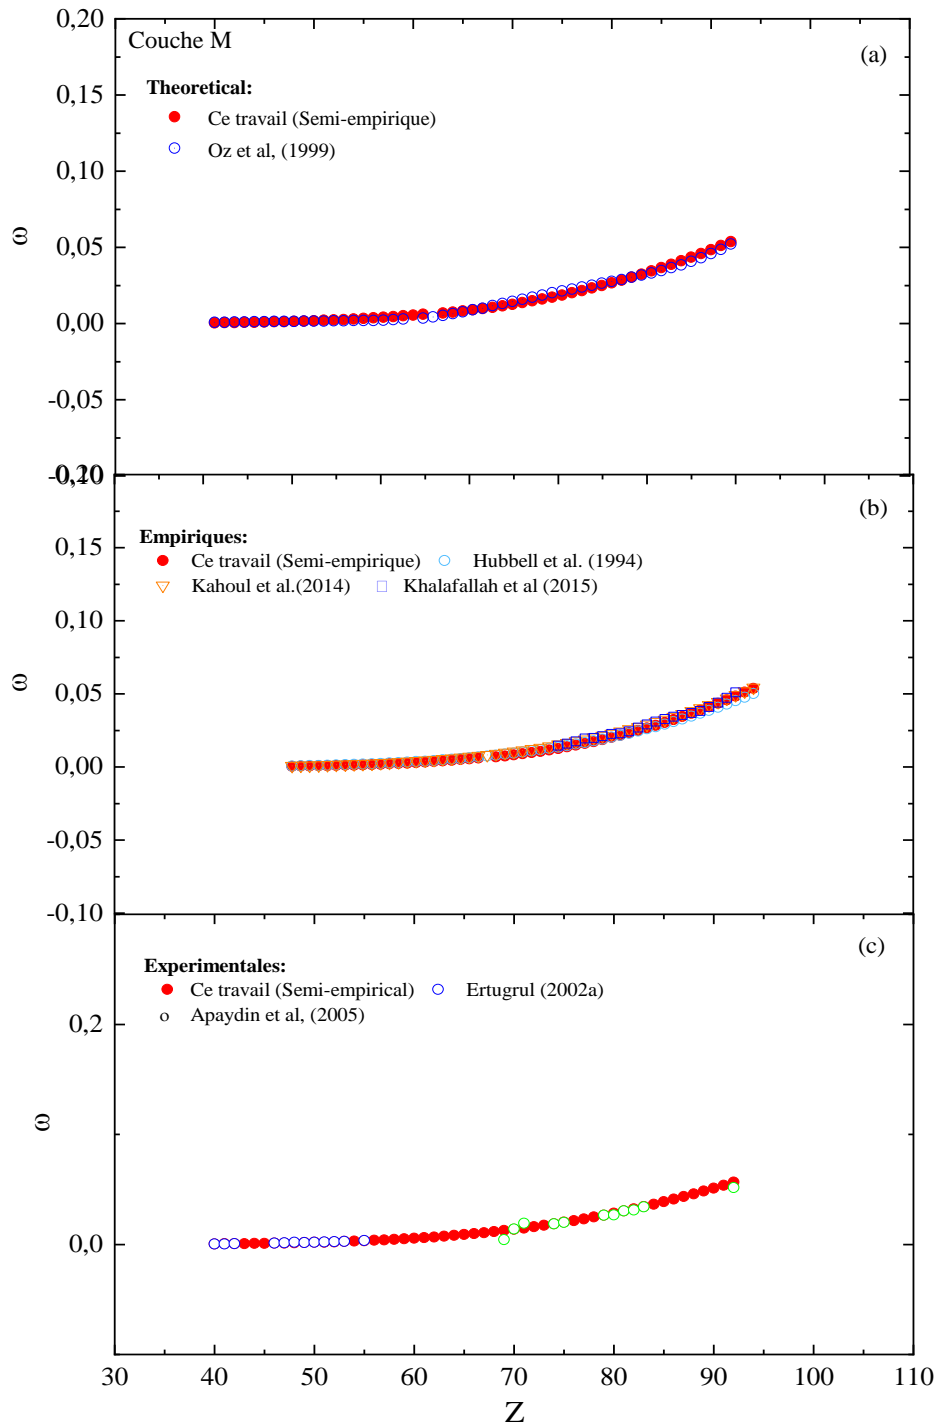 0,20
Couche M
(a)
0,15
Theoretical:
Ce travail (Semi-empirique)
Oz et al, (1999)
0,10
ω
0,05
0,00
-0,05
0,20
(b)
Empiriques:
0,15
Ce travail (Semi-empirique) Hubbell et al. (1994)
Kahoul et al.(2014) Khalafallah et al (2015)
0,10
ω
0,05
0,00
-0,05
-0,10
(c)
Experimentales:
Ce travail (Semi-empirical) Ertugrul (2002a)
Apaydin et al, (2005)
0,2
ω
0,0
30 40 50 60 70 80 90 100 110
Z